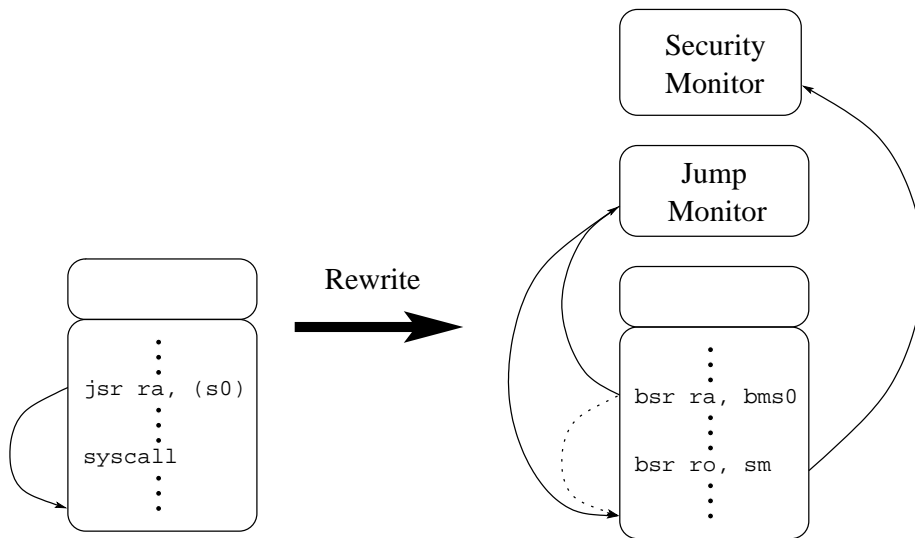 Security
Monitor
Jump
Monitor
Rewrite
jsr ra, (s0)
syscall
bsr ra, bms0
bsr ro, sm